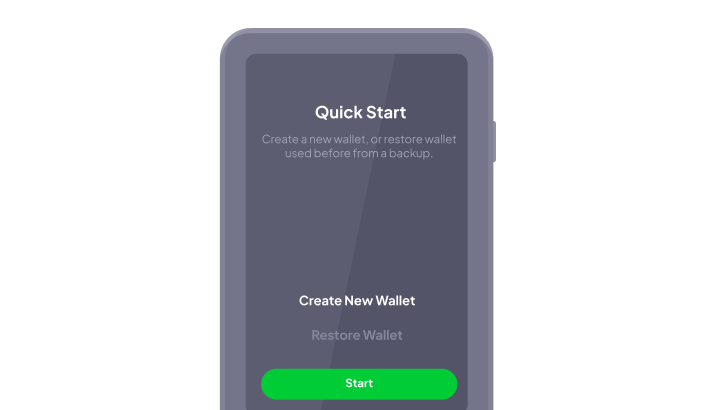 Quick Start
Create a new wallet, or restore wallet
used before from a backup.
Create New Wallet
Restore Wallet
Start